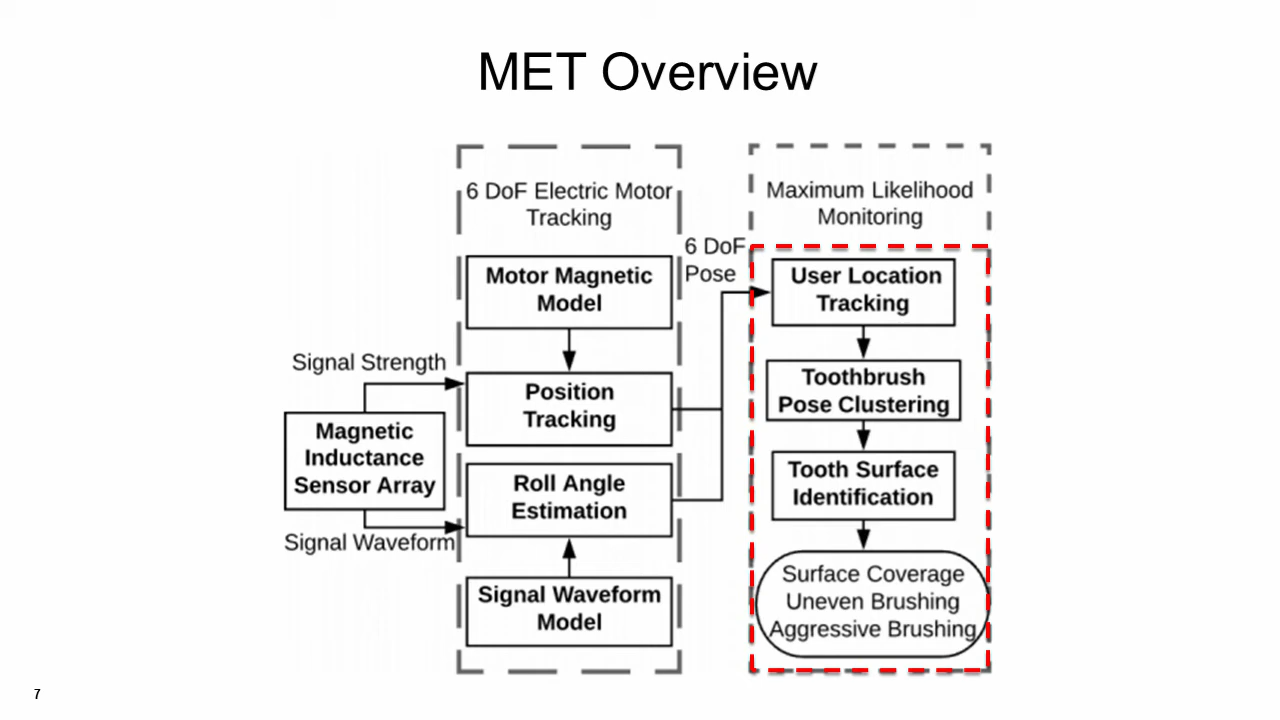 MET Overview
6 DoF Electric Motor
Tracking
Maximum Likelihood
Monitoring
6 DoF
Pose
Motor Magnetic
Model
User Location
Tracking
Signal Strength
Position
Tracking
Toothbrush
Pose Clustering
Magnetic
Inductance
Sensor Array
Roll Angle
Estimation
Tooth Surface
Identification
Signal Waveform
Signal Waveform
Model
Surface Coverage
Uneven Brushing
Aggressive Brushing
7